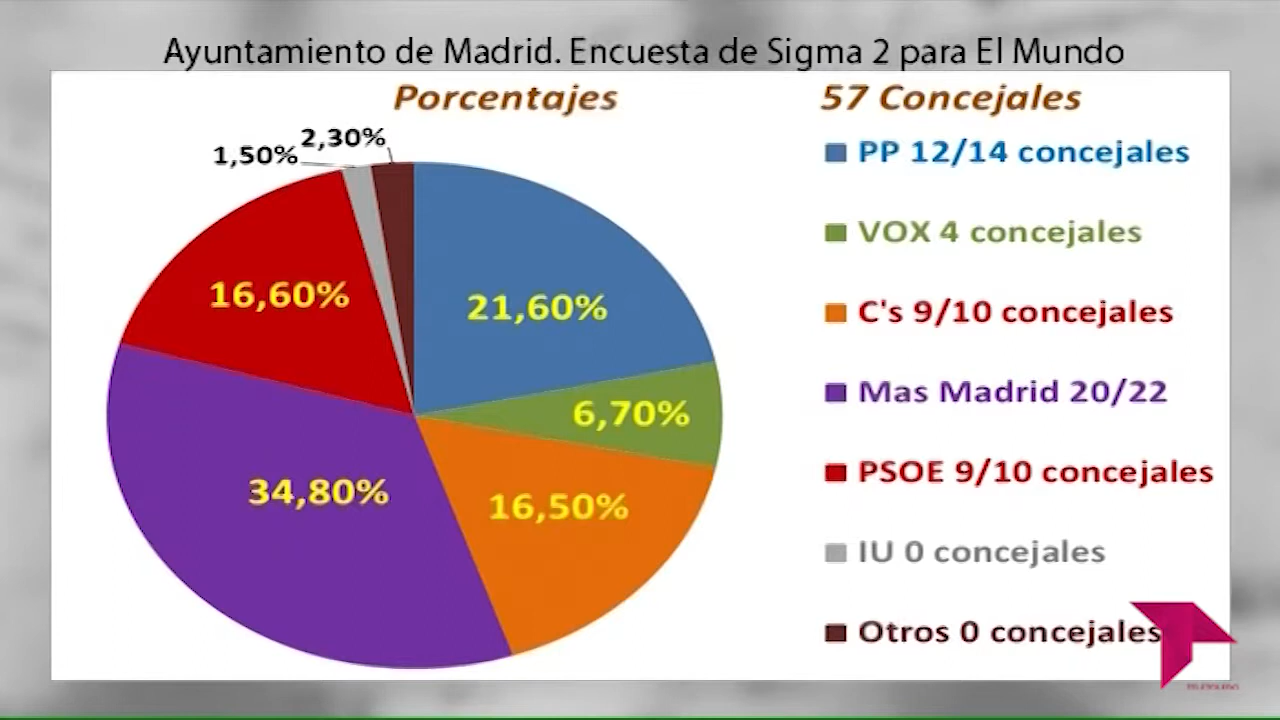 Ayuntamiento de Madrid. Encuesta de Sigma 2 para El Mundo
Porcentajes
57 Concejales
2,30%
1,50%
PP 12/14 concejales
VOX 4 concejales
16,60%
21,60%
C's 9/10 concejales
6,70%
Mas Madrid 20/22
34,80%
16,50%
PSOE 9/10 concejales
IU 0 concejales
Otros 0 concejales